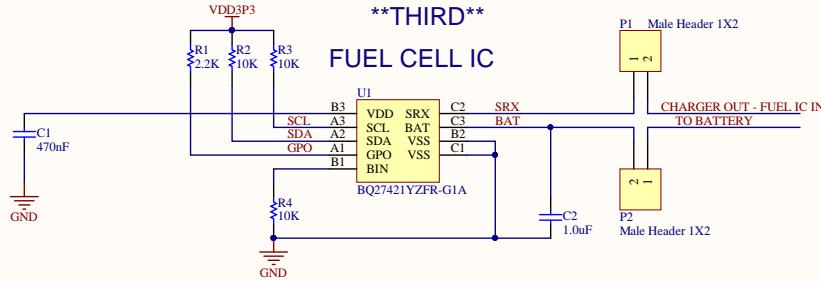 **THIRD**
FUEL CELL IC
VDD3P3
P1
Male Header 1X2
R1
2.2K
R2
10K
R3
10K
1
2
U1
C1
470nF
B3
VDD
SRX
C2
SRX
CHARGER OUT - FUEL IC IN
SCL
A3
SCL
BAT
C3
BAT
TO BATTERY
SDA
A2
SDA
VSS
B2
GPO
A1
GPO
VSS
C1
B1
BIN
BQ27421YZFR-G1A
GND
R4
10K
C2
1.0uF
2
1
P2
Male Header 1X2
GND